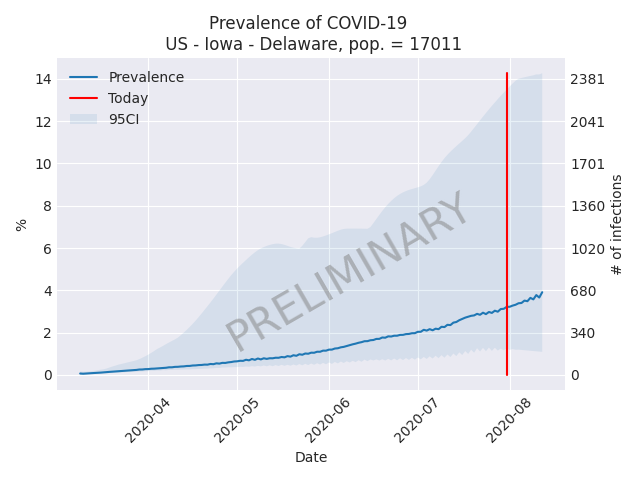 Prevalence of COVID-19
US - Iowa - Delaware, pop. = 17011
Prevalence
Today
95CI
14
12
10
8
6
4
2
0
%
2381
2041
1701
1360
1020
680
340
0
# of infections
PRELIMINARY
2020-04
2020-05
2020-06
2020-07
2020-08
Date